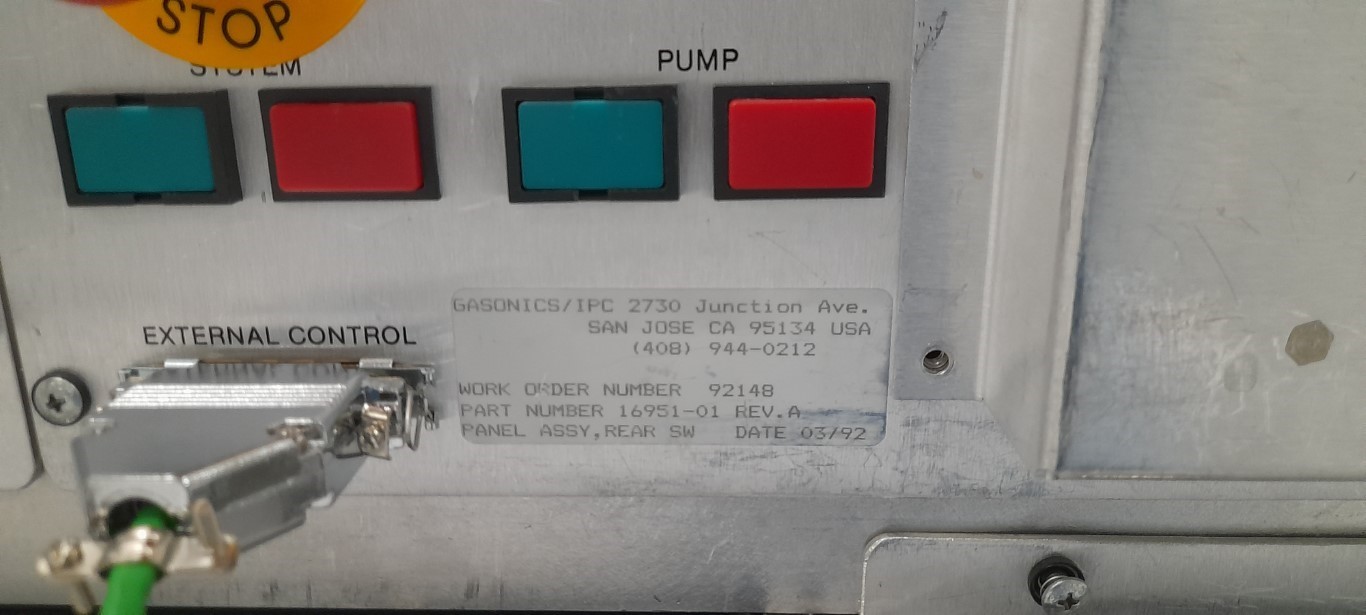 STOP
SYSTEM
PUMP
EXTERNAL CONTROL
GASONICS/IPC 2730 Junction Ave.
SAN JOSE CA 95134 USA
(408) 944-0212
WORK ORDER NUMBER 92148
PART NUMBER 16951-01 REV.A
PANEL ASSY,REAR SW DATE 03/92